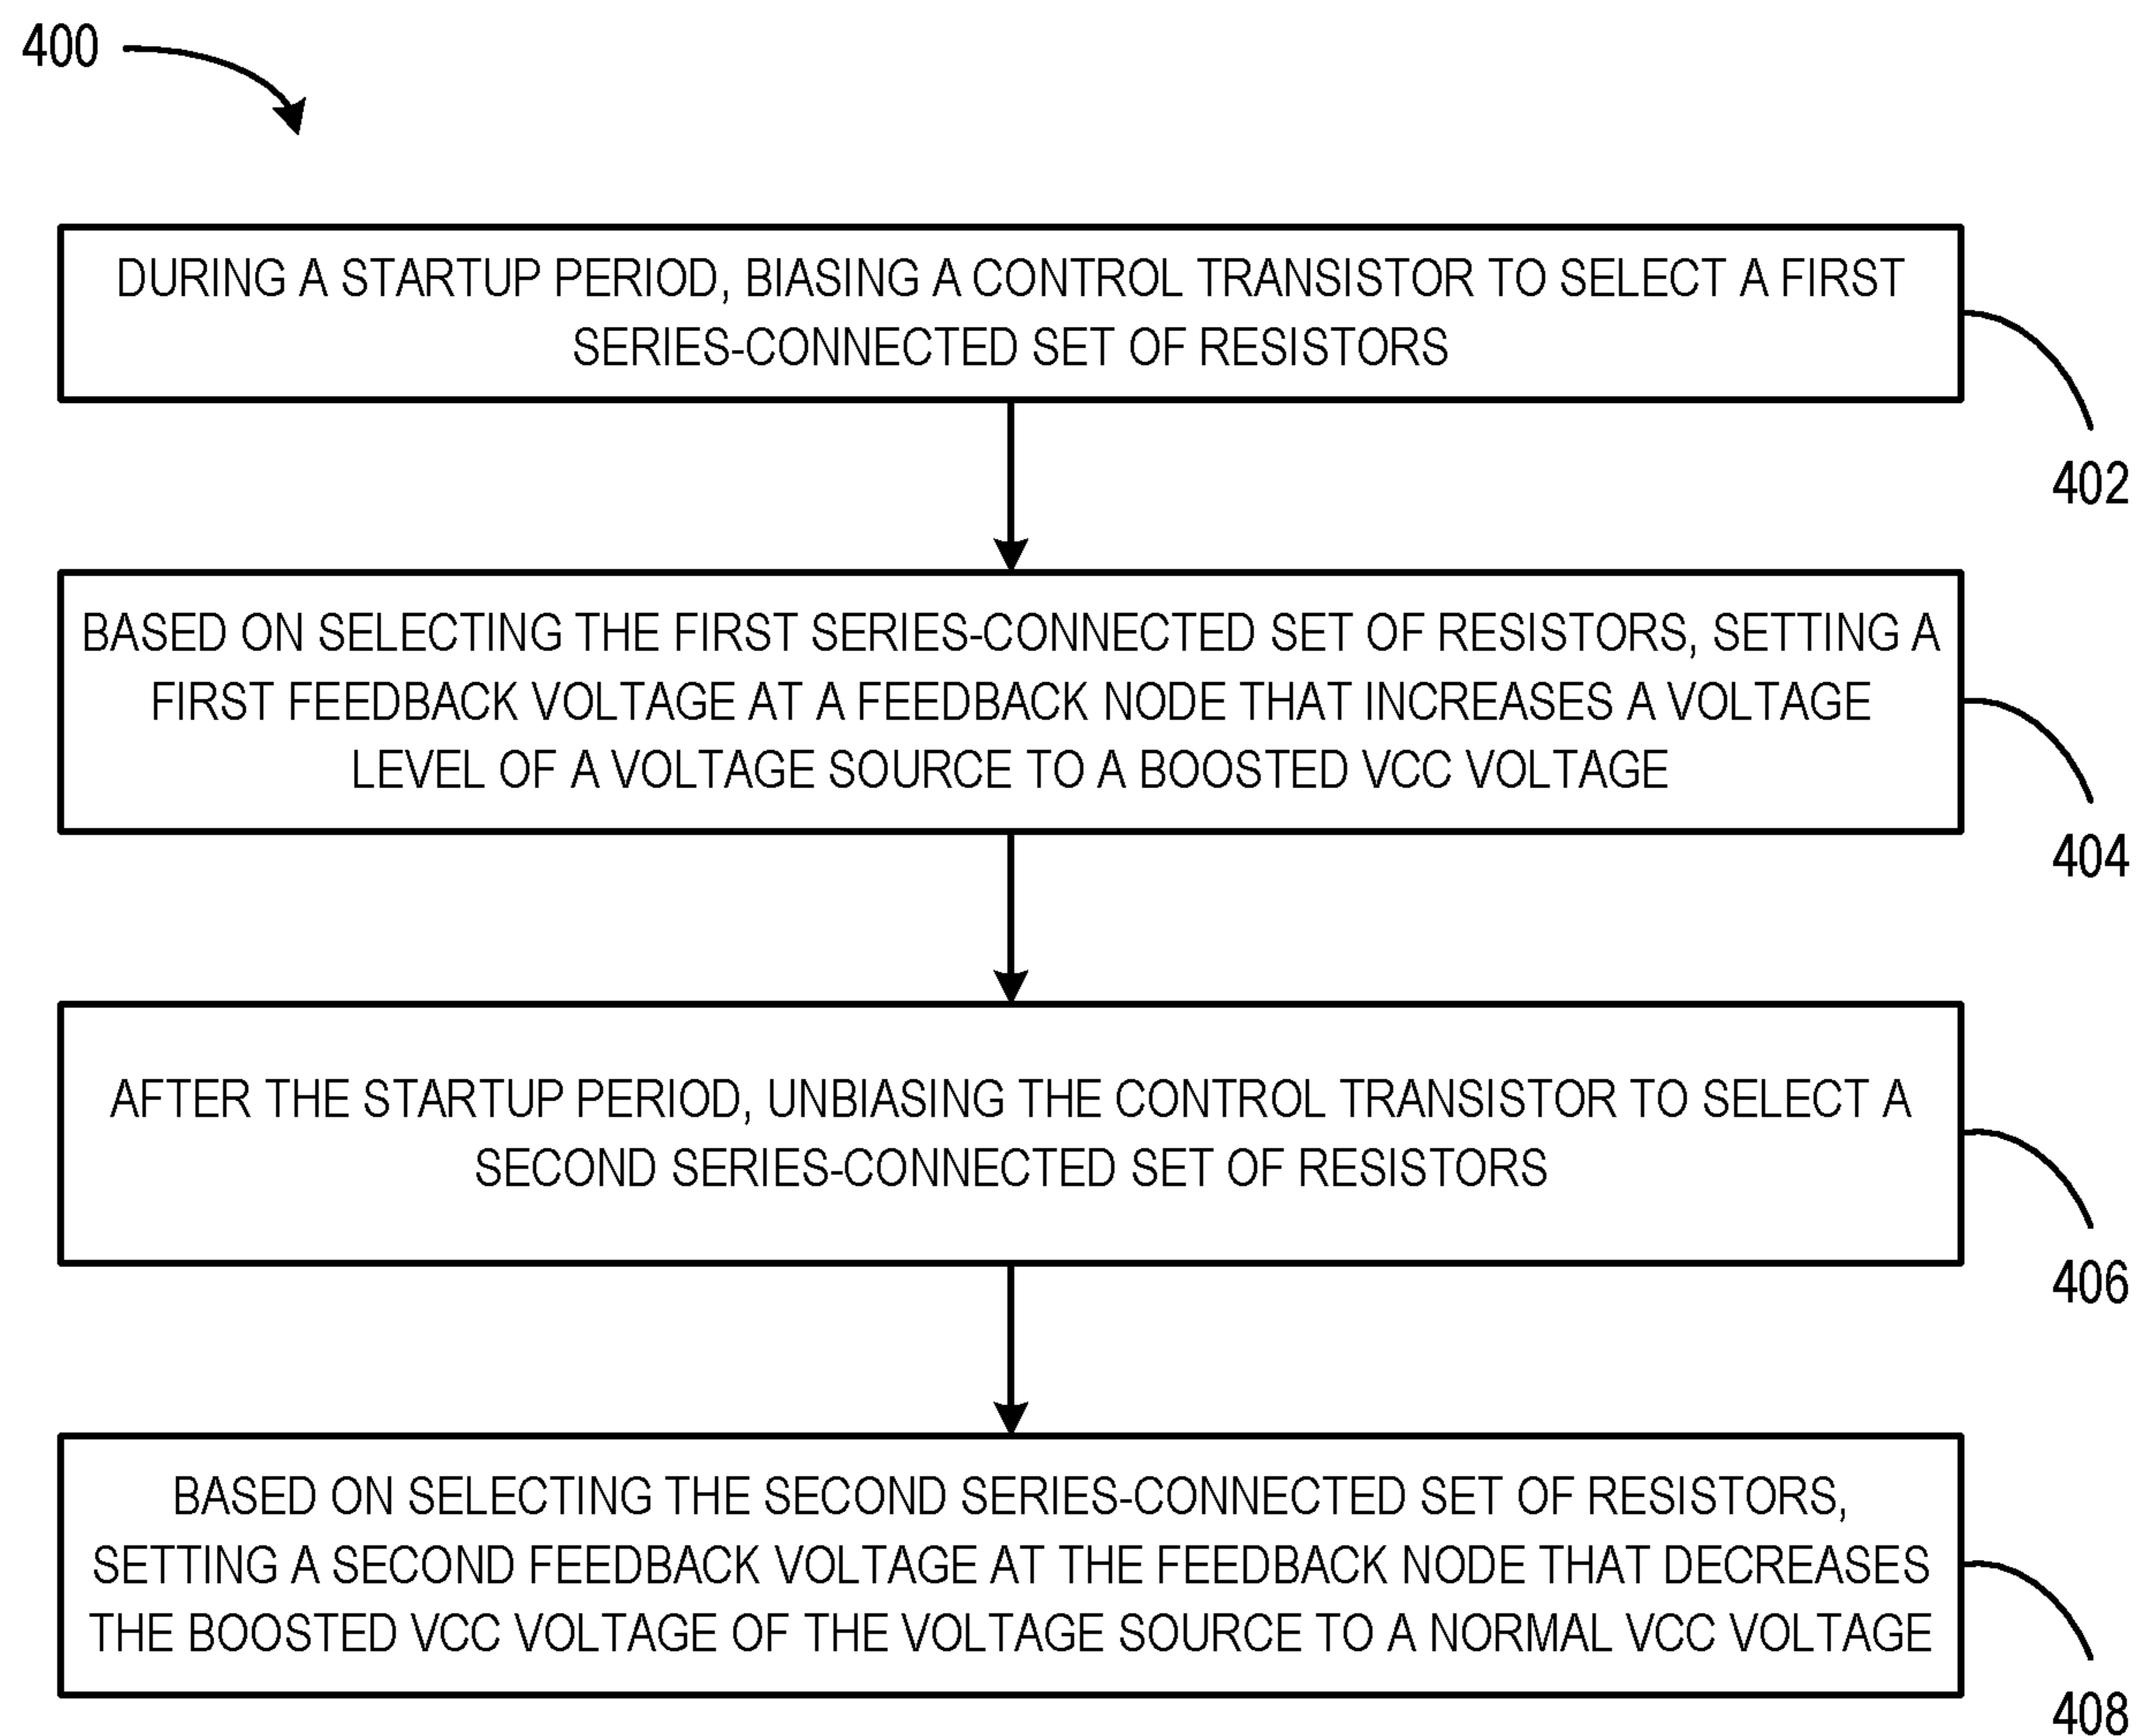 400
DURING A STARTUP PERIOD, BIASING A CONTROL TRANSISTOR TO SELECT A FIRST
SERIES-CONNECTED SET OF RESISTORS
402
BASED ON SELECTING THE FIRST SERIES-CONNECTED SET OF RESISTORS, SETTING A
FIRST FEEDBACK VOLTAGE AT A FEEDBACK NODE THAT INCREASES A VOLTAGE
LEVEL OF A VOLTAGE SOURCE TO A BOOSTED VCC VOLTAGE
404
AFTER THE STARTUP PERIOD, UNBIASING THE CONTROL TRANSISTOR TO SELECT A
SECOND SERIES-CONNECTED SET OF RESISTORS
406
BASED ON SELECTING THE SECOND SERIES-CONNECTED SET OF RESISTORS,
SETTING A SECOND FEEDBACK VOLTAGE AT THE FEEDBACK NODE THAT DECREASES
THE BOOSTED VCC VOLTAGE OF THE VOLTAGE SOURCE TO A NORMAL VCC VOLTAGE
408